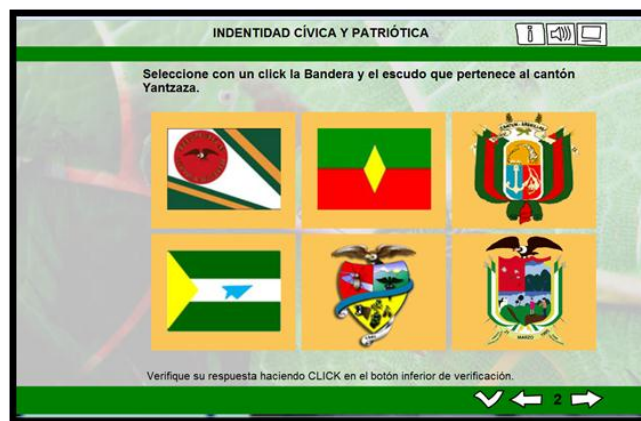 INDENTIDAD CÍVICA Y PATRIÓTICA
Seleccione con un click la Bandera y el escudo que pertenece al cantón
Yantzaza.
MARZO
Verifique su respuesta haciendo CLICK en el botón inferior de verificación.
2